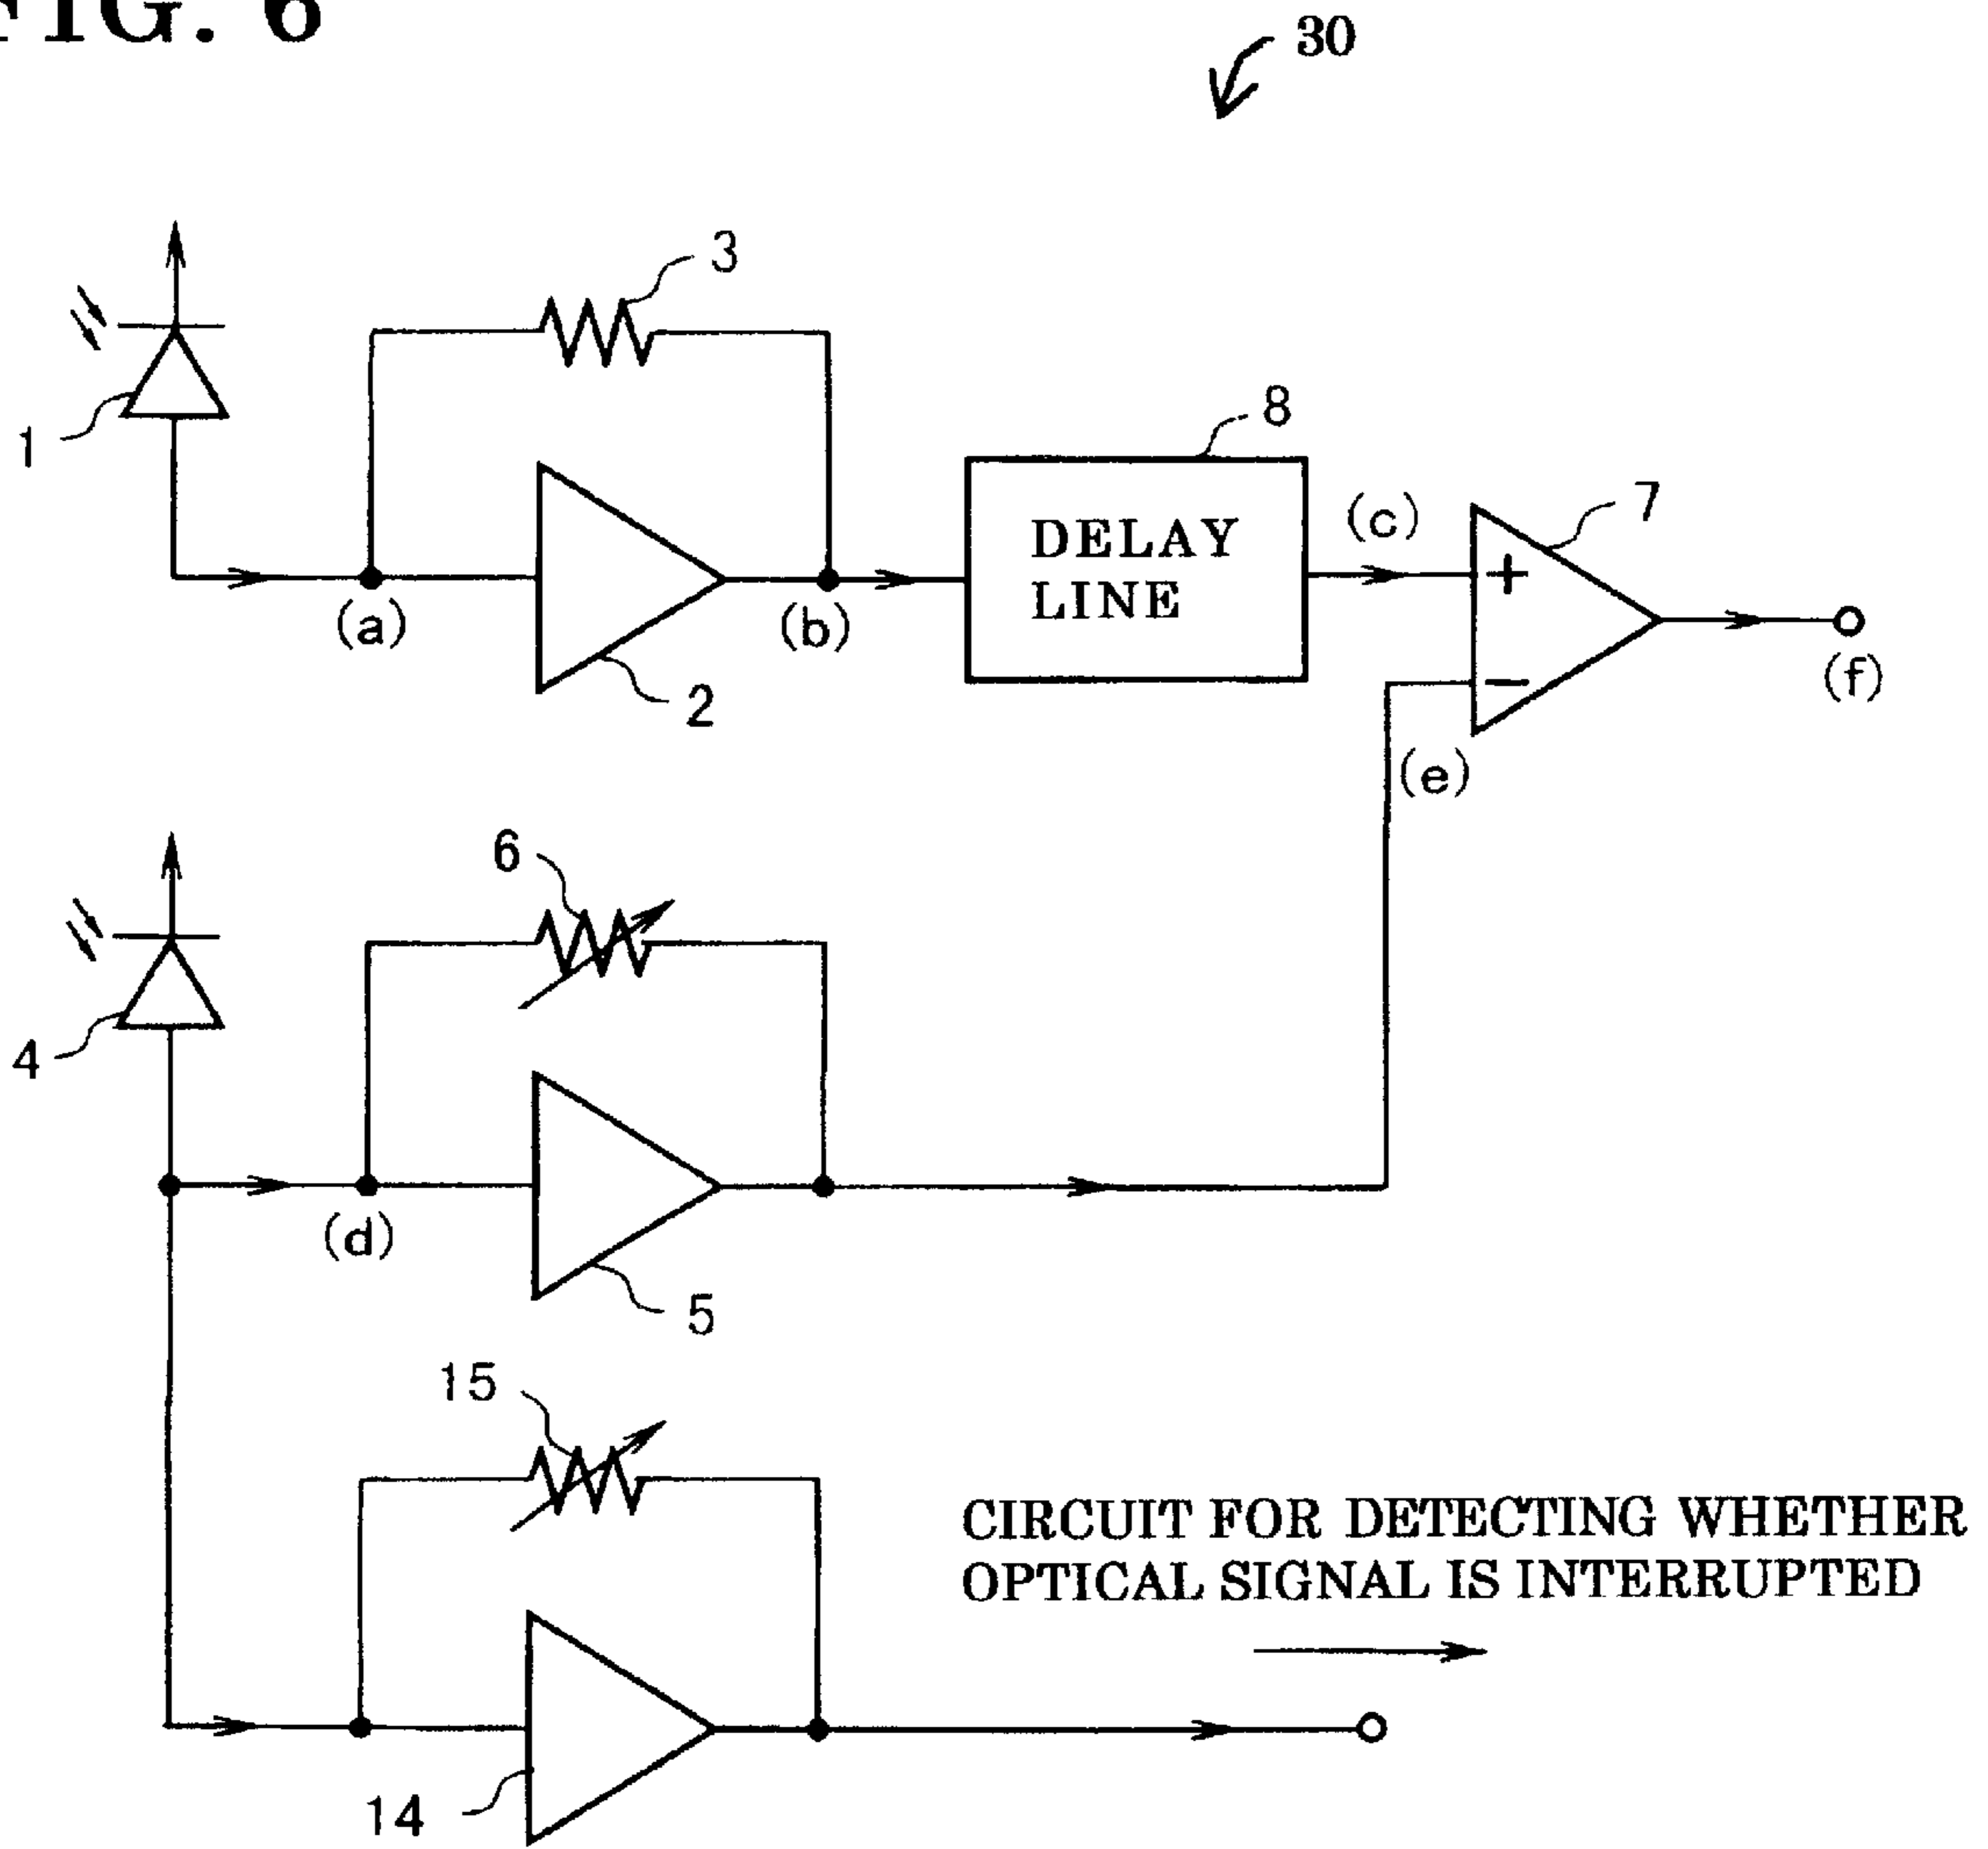 FIG. 6
30
3
1
8
DELAY
LINE
(c)
7
+
(a)
(b)
2
−
(f)
(e)
6
4
(d)
5
15
CIRCUIT FOR DETECTING WHETHER
OPTICAL SIGNAL IS INTERRUPTED
14